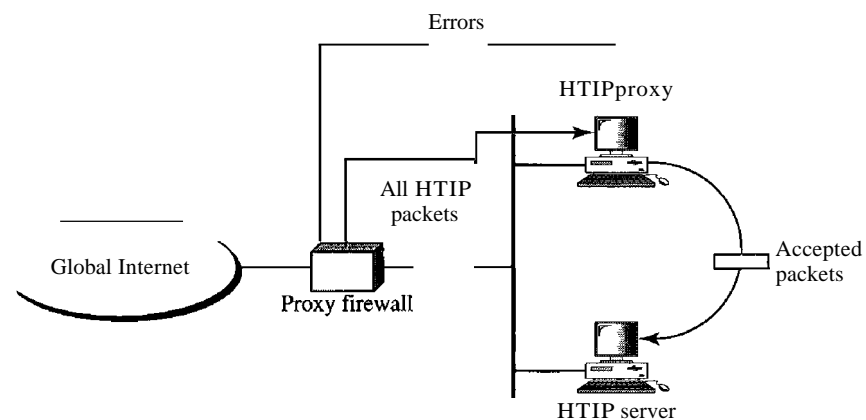 Errors
HTIPproxy
All HTIP
packets
Global Internet
Accepted
packets
Proxy firewall
HTIP server